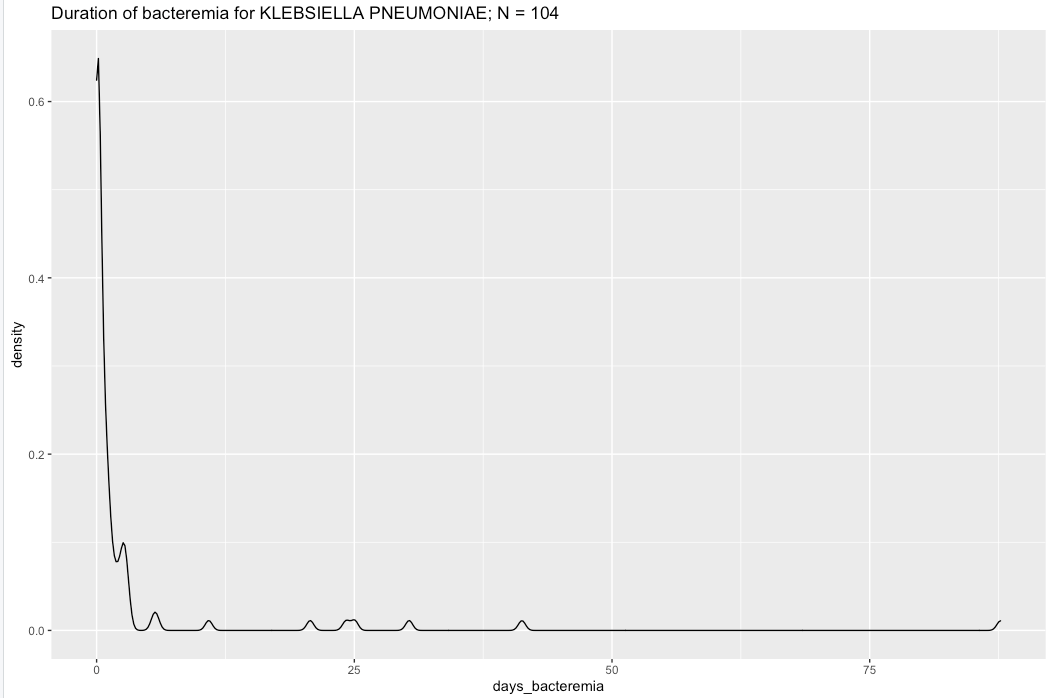 Duration of bacteremia for KLEBSIELLA PNEUMONIAE; N = 104
density
0.6
0.4
0.2
0.0
0 25 50 75
days_bacteremia